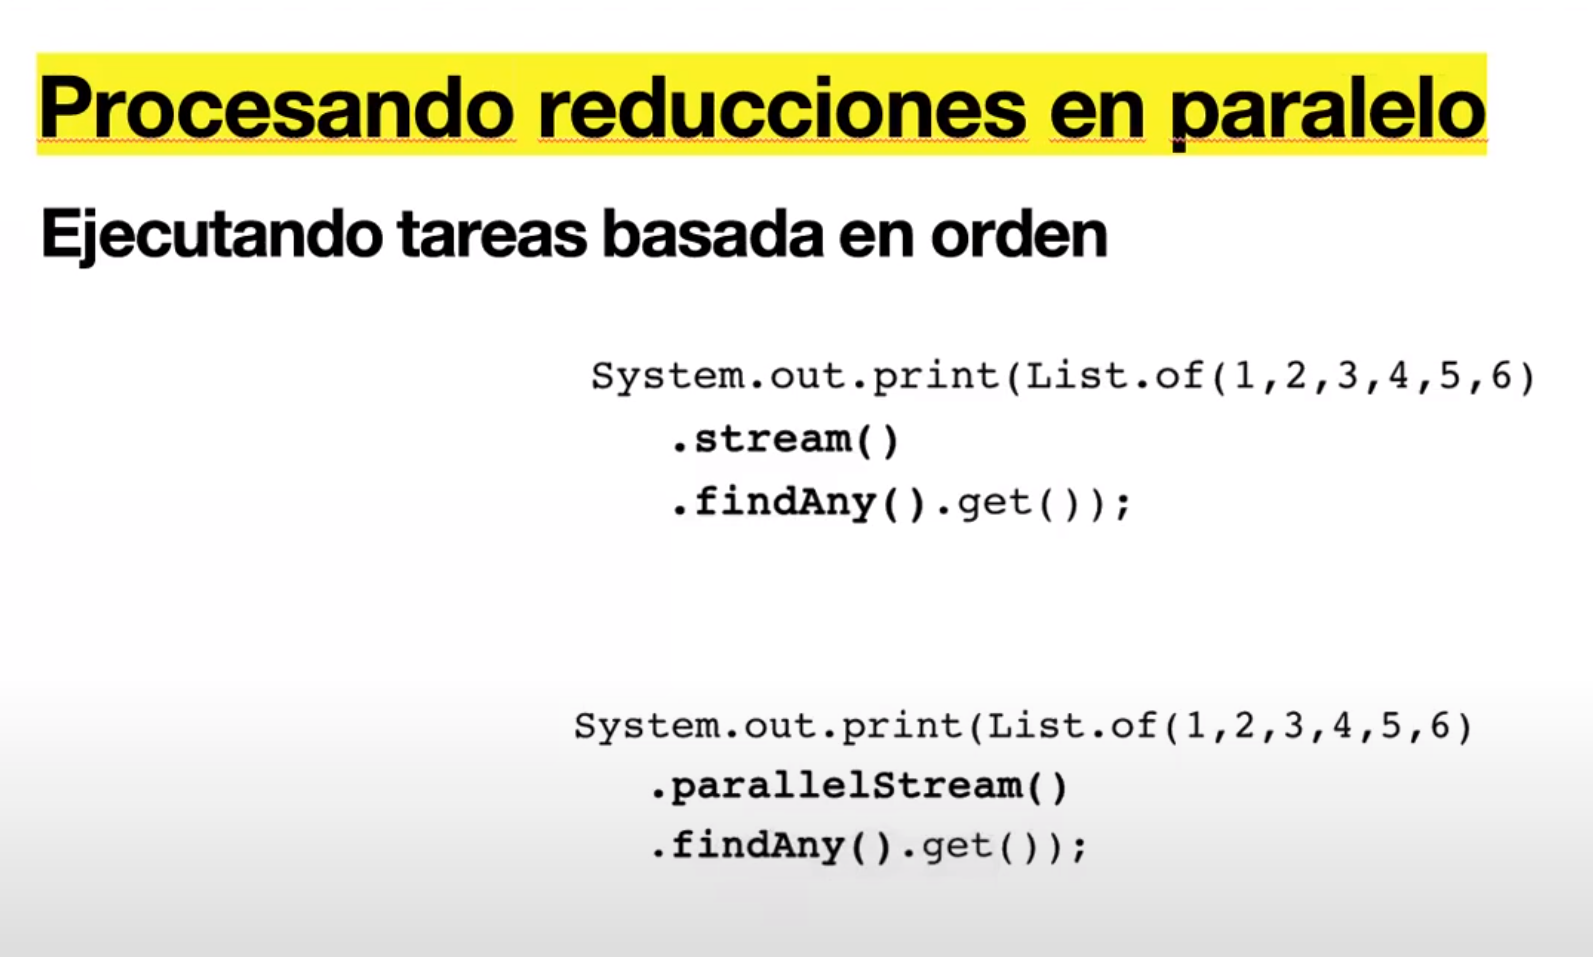 Procesando reducciones en paralelo
Ejecutando tareas basada en orden
System.out.print(List.of(1,2,3,4,5,6)
.stream()
.findAny().get());
System.out.print(List.of(1,2,3,4,5,6)
.parallelStream()
.findAny().get());